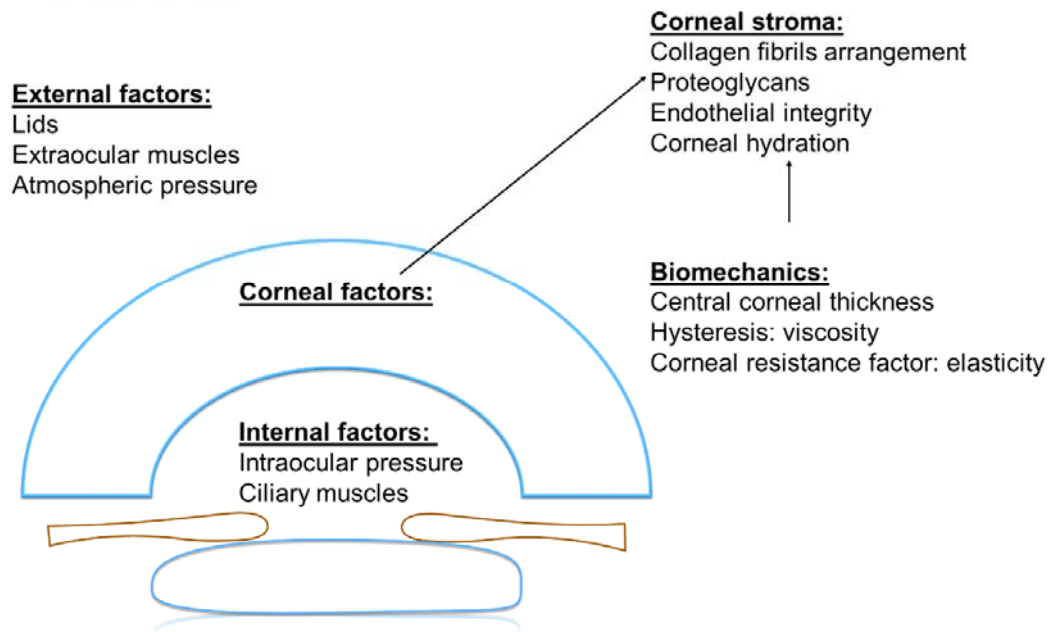 External factors:
Lids
Extraocular muscles
Atmospheric pressure
Corneal stroma:
Collagen fibrils arrangement
Proteoglycans
Endothelial integrity
Corneal hydration
Corneal factors:
Biomechanics:
Central corneal thickness
Hysteresis: viscosity
Corneal resistance factor: elasticity
Internal factors:
Intraocular pressure
Ciliary muscles